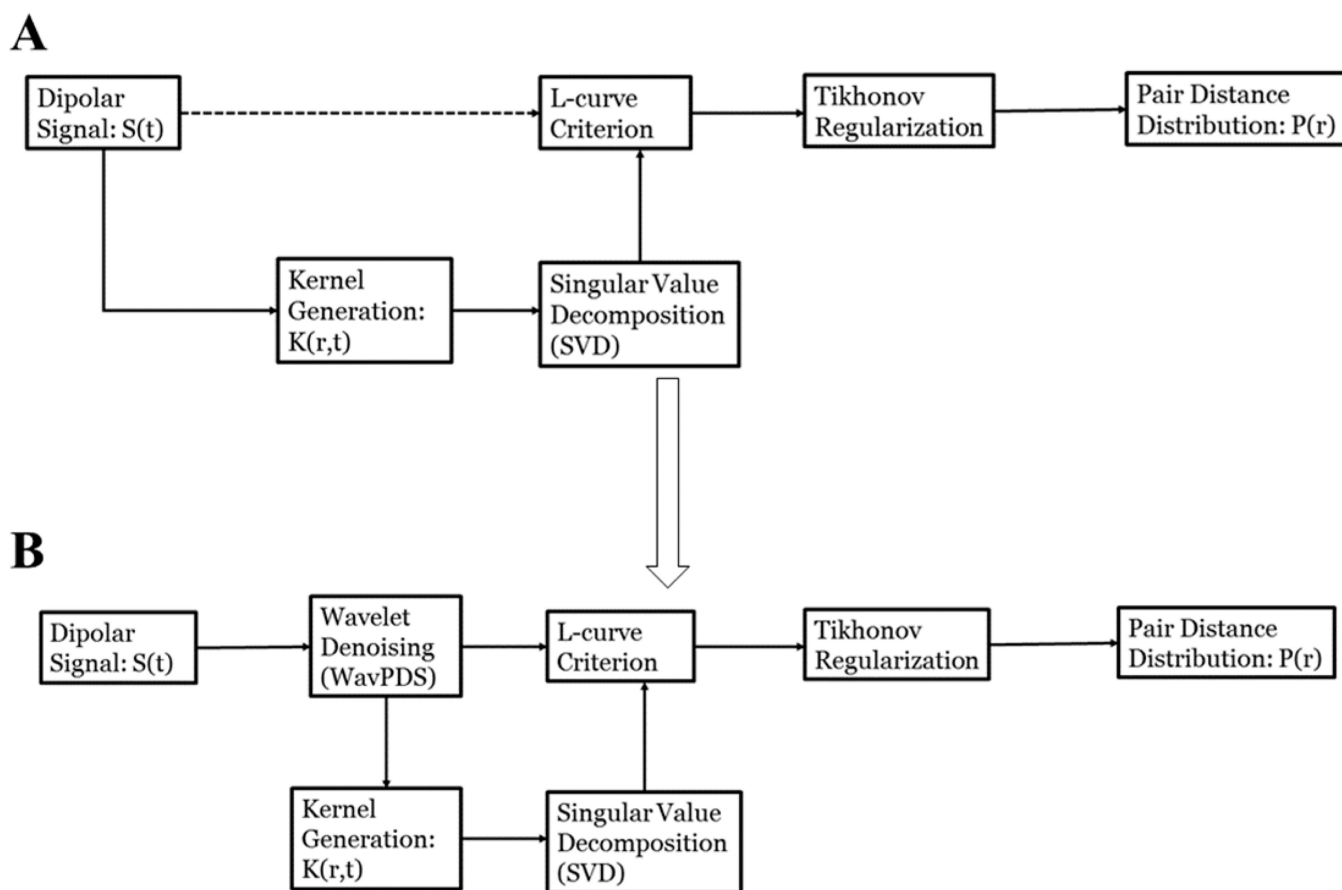 A
Dipolar
Signal: S(t)
L-curve
Criterion
Tikhonov
Regularization
Pair Distance
Distribution: P(r)
Kernel
Generation:
K(r,t)
Singular Value
Decomposition
(SVD)
B
Dipolar
Signal: S(t)
Wavelet
Denoising
(WavPDS)
L-curve
Criterion
Tikhonov
Regularization
Pair Distance
Distribution: P(r)
Kernel
Generation:
K(r,t)
Singular Value
Decomposition
(SVD)